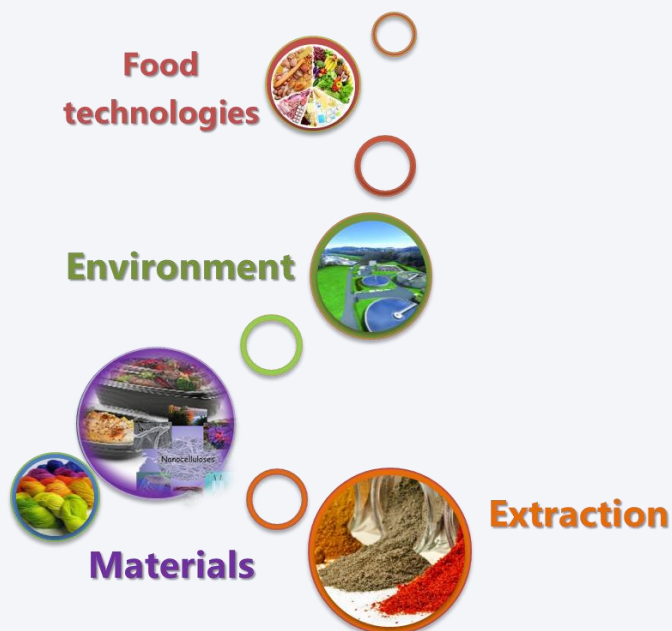 Food
technologies
Environment
Nanocelluloses
Extraction
Materials